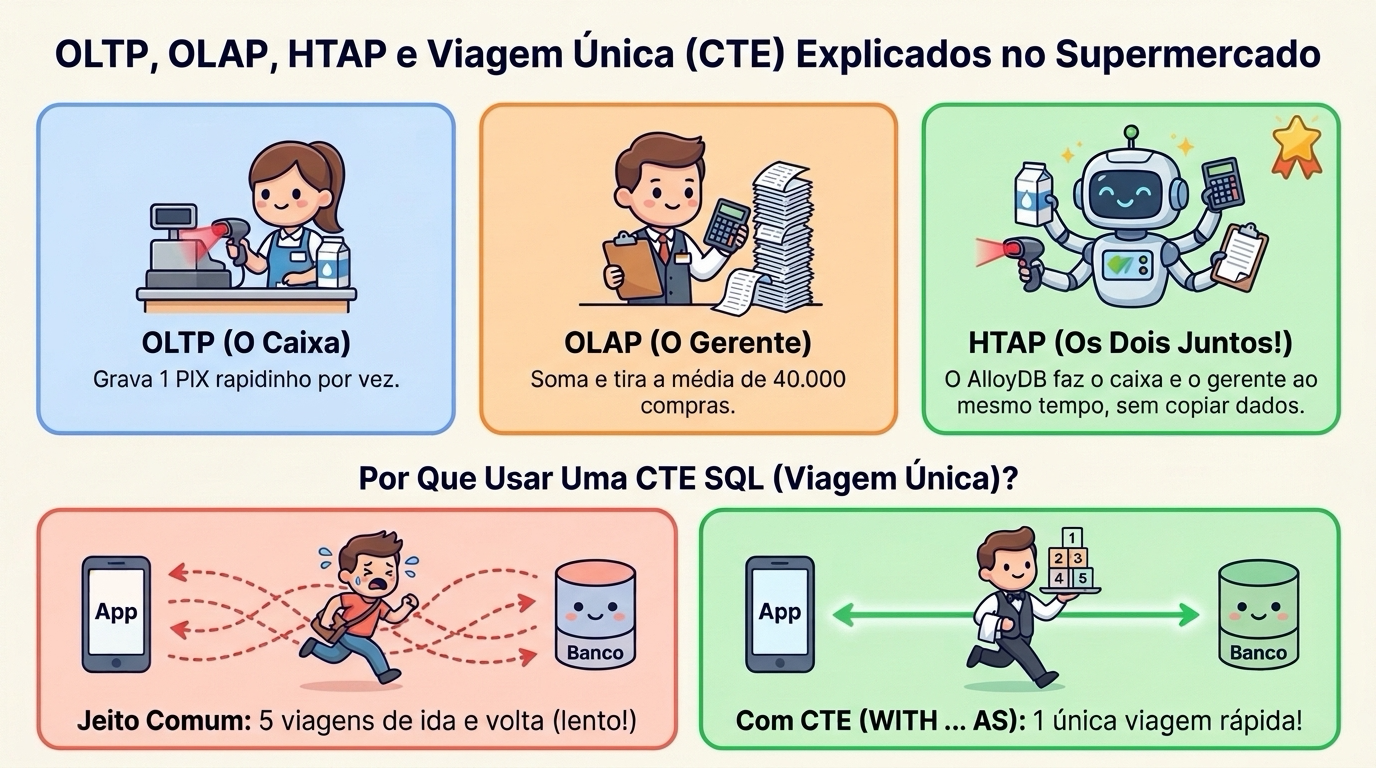 OLTP, OLAP, HTAP e Viagem Única (CTE) Explicados no Supermercado
OLTP (O Caixa)
Grava 1 PIX rapidinho por vez.
OLAP (O Gerente)
Soma e tira a média de 40.000
compras.
HTAP (Os Dois Juntos!)
O AlloyDB faz o caixa e o gerente ao
mesmo tempo, sem copiar dados.
Por Que Usar Uma CTE SQL (Viagem Única)?
App
Banco
Jeito Comum: 5 viagens de ida e volta (lento!)
App
1
2 3
4 5
Banco
Com CTE (WITH ... AS): 1 única viagem rápida!